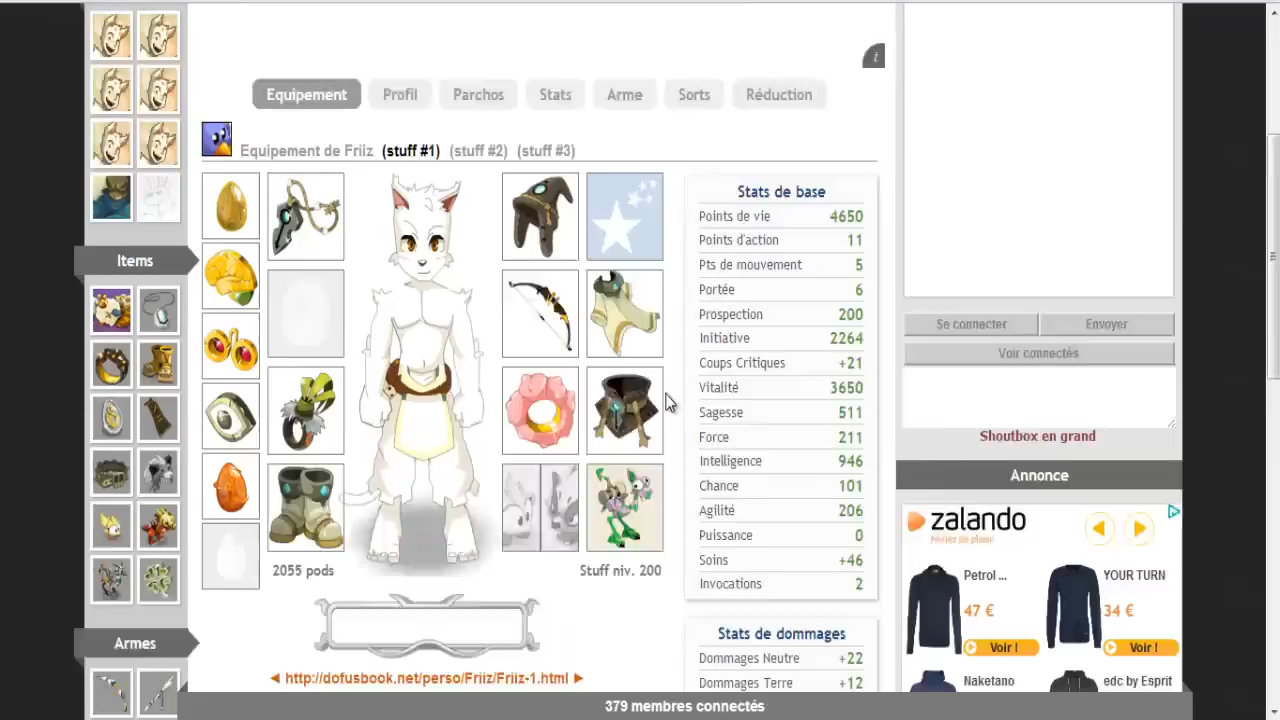 i
Equipement
Profil
Parchos
Stats
Arme
Sorts
Réduction
Equipement de Friiz (stuff #1) (stuff #2) (stuff #3)
Items
Armes
2055 pods
Stuff niv. 200
http://dofusbook.net/perso/Friiz/Friiz-1.html
Stats de base
Points de vie 4650
Points d'action 11
Pts de mouvement 5
Portée 6
Prospection 200
Initiative 2264
Coups Critiques +21
Vitalité 3650
Sagesse 511
Force 211
Intelligence 946
Chance 101
Agilité 206
Puissance 0
Soins +46
Invocations 2
Stats de dommages
Dommages Neutre +22
Dommages Terre +12
Se connecter
Envoyer
Voir connectés
Shoutbox en grand
Annonce
zalando
Petrol ...
47 €
Voir !
YOUR TURN
34 €
Voir !
Naketano
edc by Esprit
379 membres connectés